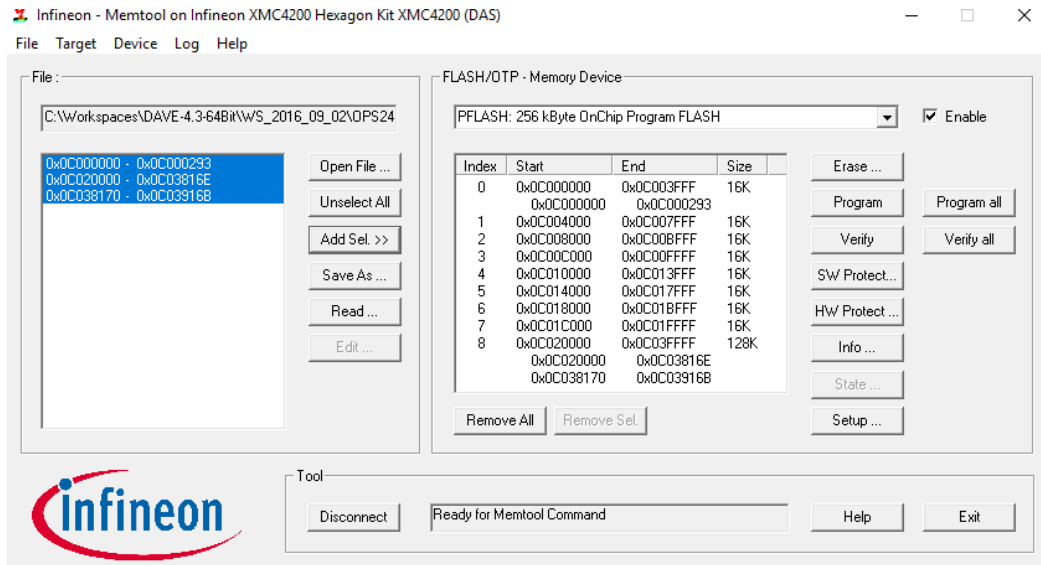 Infineon - Memtool on Infineon XMC4200 Hexagon Kit XMC4200 (DAS)
File Target Device Log Help
File :
C:\Workspaces\DAVE-4.3-64Bit\WS_2016_09_02\OPS24
0x0C000000 - 0x0C000293
0x0C020000 - 0x0C03816E
0x0C038170 - 0x0C03916B
Open File ...
Unselect All
Add Sel. >>
Save As ...
Read ...
Edit ...
FLASH/OTP - Memory Device
PFLASH: 256 kByte OnChip Program FLASH
Enable
Index Start End Size
0 0x0C000000 0x0C003FFF 16K
0x0C000000 0x0C000293
1 0x0C004000 0x0C007FFF 16K
2 0x0C008000 0x0C00BFFF 16K
3 0x0C00C000 0x0C00FFFF 16K
4 0x0C010000 0x0C013FFF 16K
5 0x0C014000 0x0C017FFF 16K
6 0x0C018000 0x0C01BFFF 16K
7 0x0C01C000 0x0C01FFFF 16K
8 0x0C020000 0x0C03FFFF 128K
0x0C020000 0x0C03816E
0x0C038170 0x0C03916B
Remove All
Remove Sel.
Erase ...
Program
Program all
Verify
Verify all
SW Protect...
HW Protect ...
Info ...
State ...
Setup ...
infineon
Tool
Disconnect
Ready for Memtool Command
Help
Exit